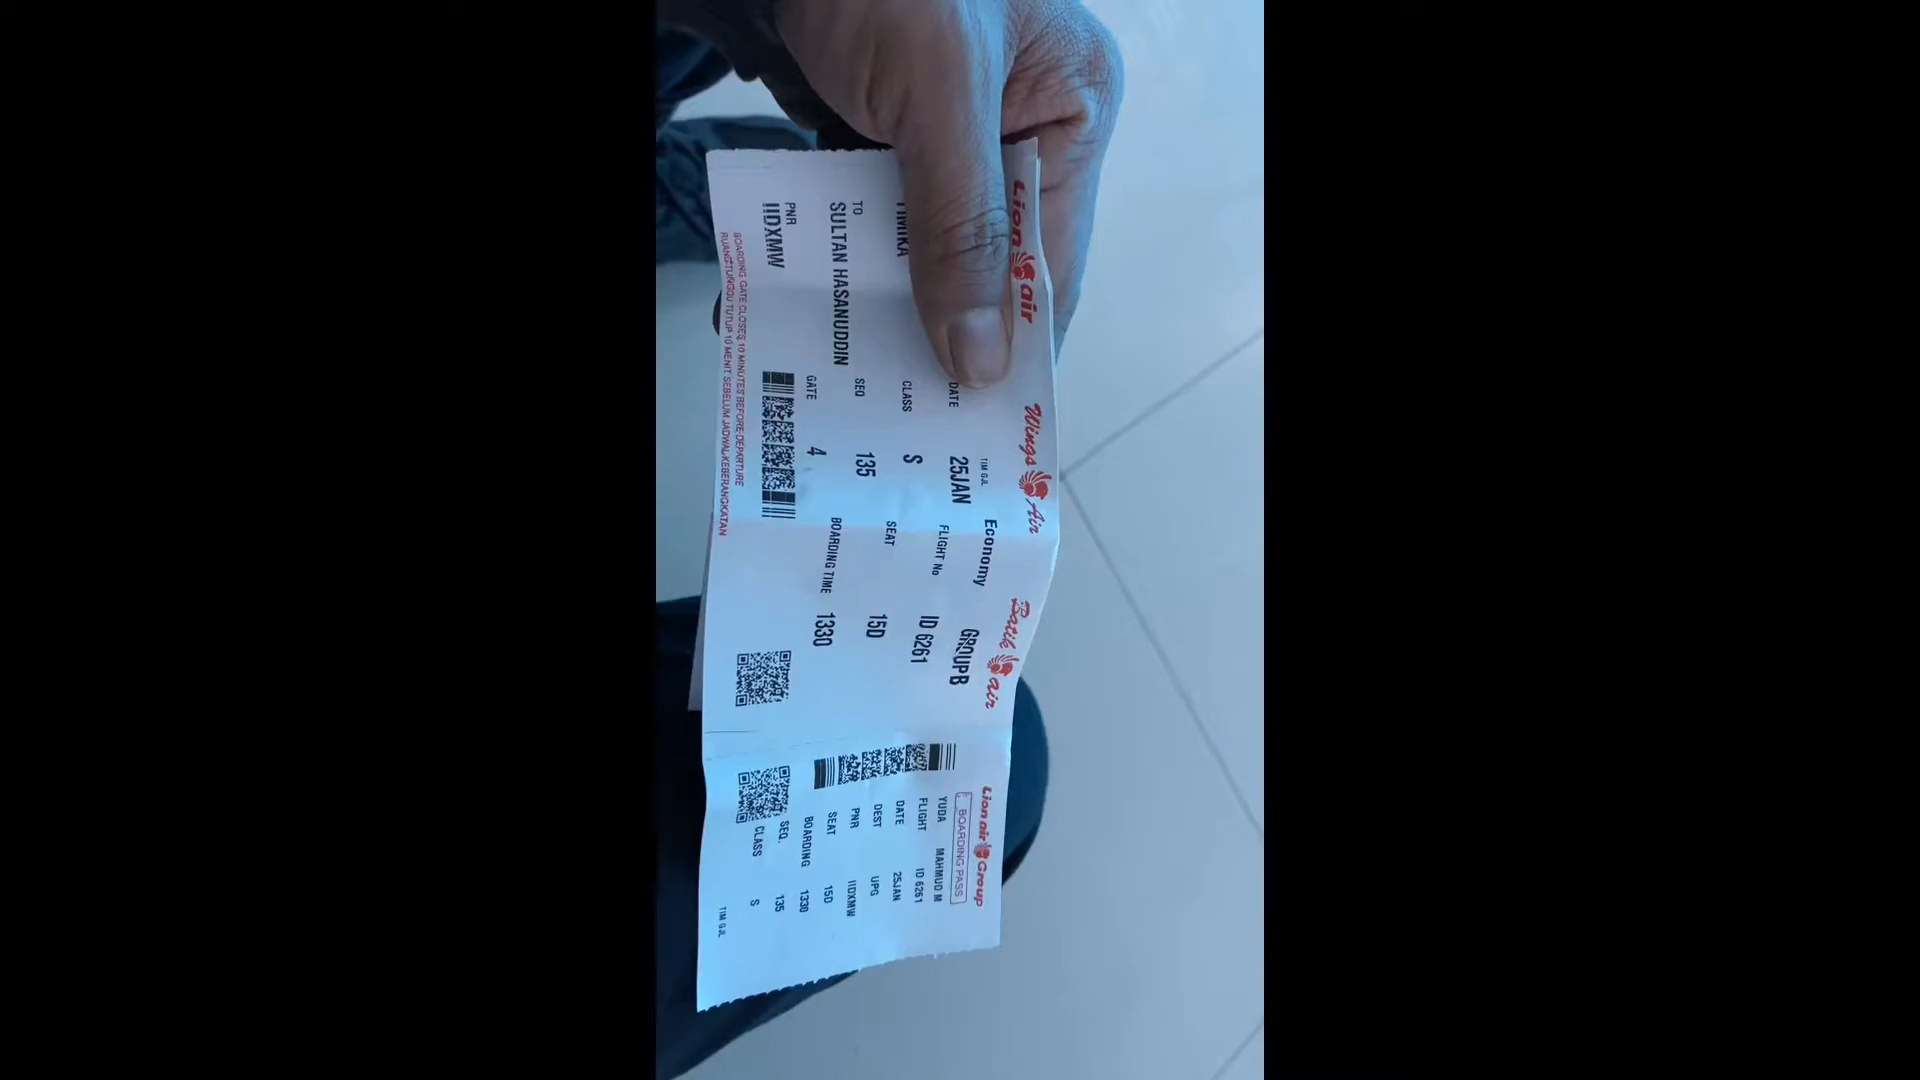 Lion air Wings Air Batik air
TIM GJL Economy
DATE 25JAN GROUP B
CLASS S FLIGHT No ID 6261
TO
SULTAN HASANUDDIN
SEQ 135 SEAT 15D
GATE 4 BOARDING TIME 1330
PNR
IIDXMW
BOARDING GATE CLOSES 10 MINUTES BEFORE DEPARTURE
RUANG TUNGGU TUTUP 10 MENIT SEBELUM JADWAL KEBERANGKATAN
Lion air Group
BOARDING PASS
YUDA MAHMUD M
FLIGHT ID 6261
DATE 25JAN
DEST UPG
PNR IIDXMW
SEAT 15D
BOARDING 1330
SEQ. 135
CLASS S
TIM GJL